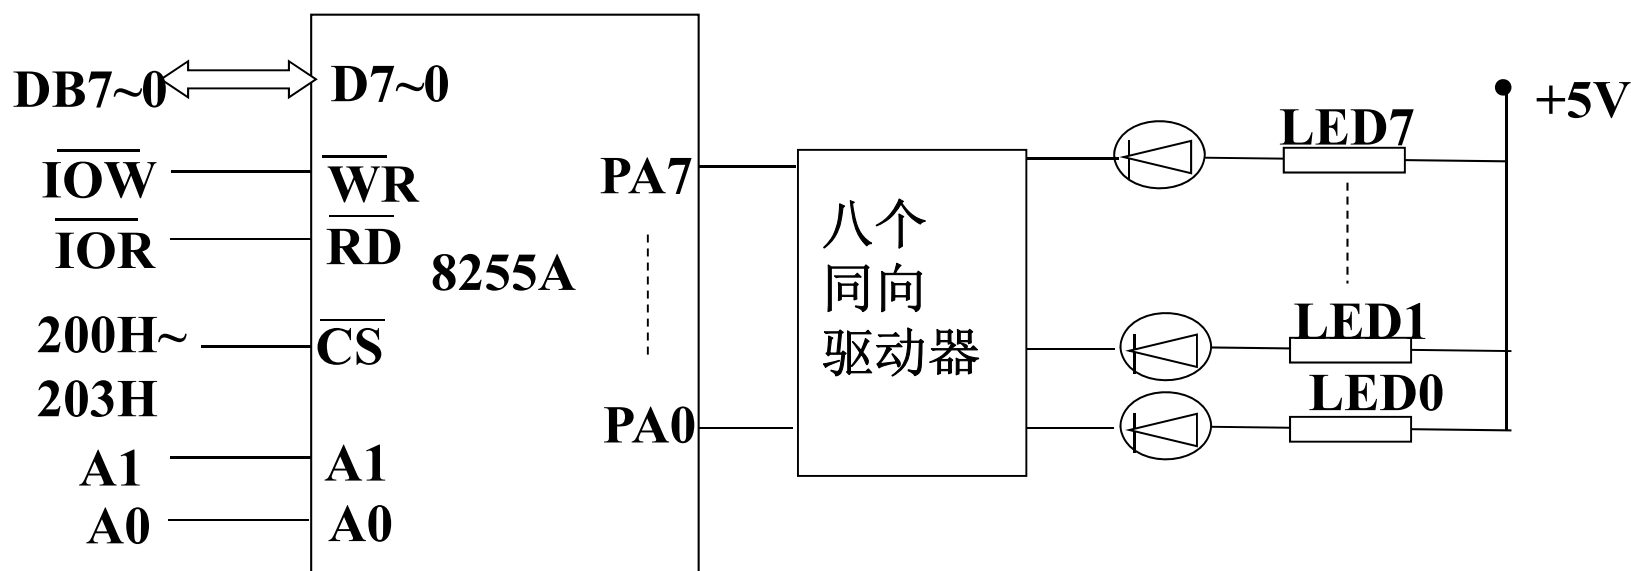 DB7~0
D7~0
+5V
LED7
IOW
WR
PA7
IOR
RD
8255A
八个
同向
驱动器
200H~
203H
CS
LED1
LED0
PA0
A1
A1
A0
A0